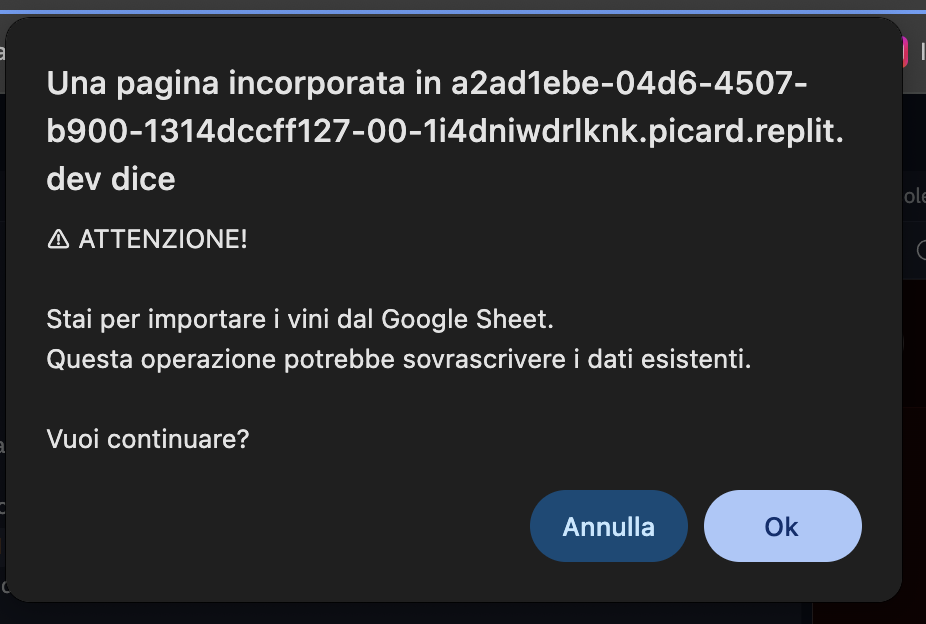 Una pagina incorporata in a2ad1ebe-04d6-4507-
b900-1314dccff127-00-1i4dniwdrlknk.picard.replit.
dev dice
⚠ ATTENZIONE!
Stai per importare i vini dal Google Sheet.
Questa operazione potrebbe sovrascrivere i dati esistenti.
Vuoi continuare?
Annulla
Ok